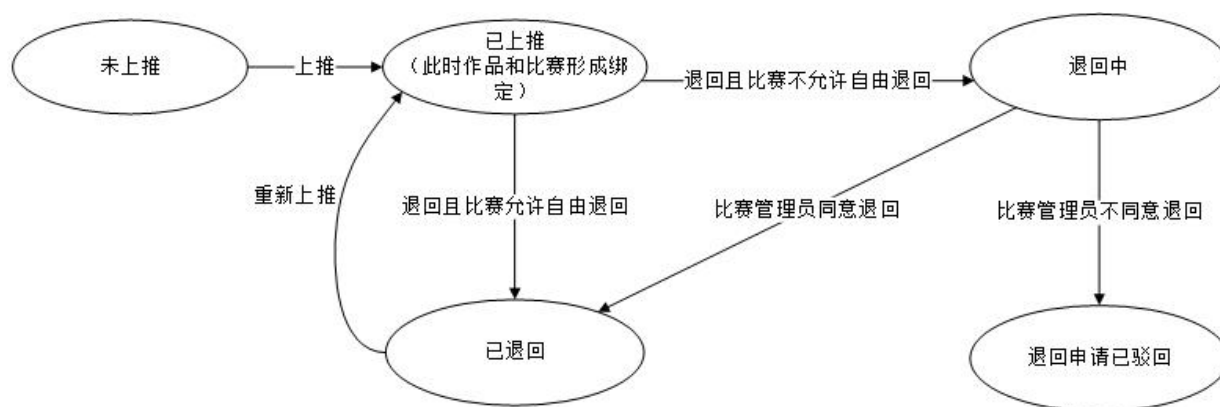 未上推
上推
已上推
（此时作品和比赛形成绑
定）
退回且比赛不允许自由退回
退回中
重新上推
退回且比赛允许自由退回
比赛管理员同意退回
比赛管理员不同意退回
已退回
退回申请已驳回